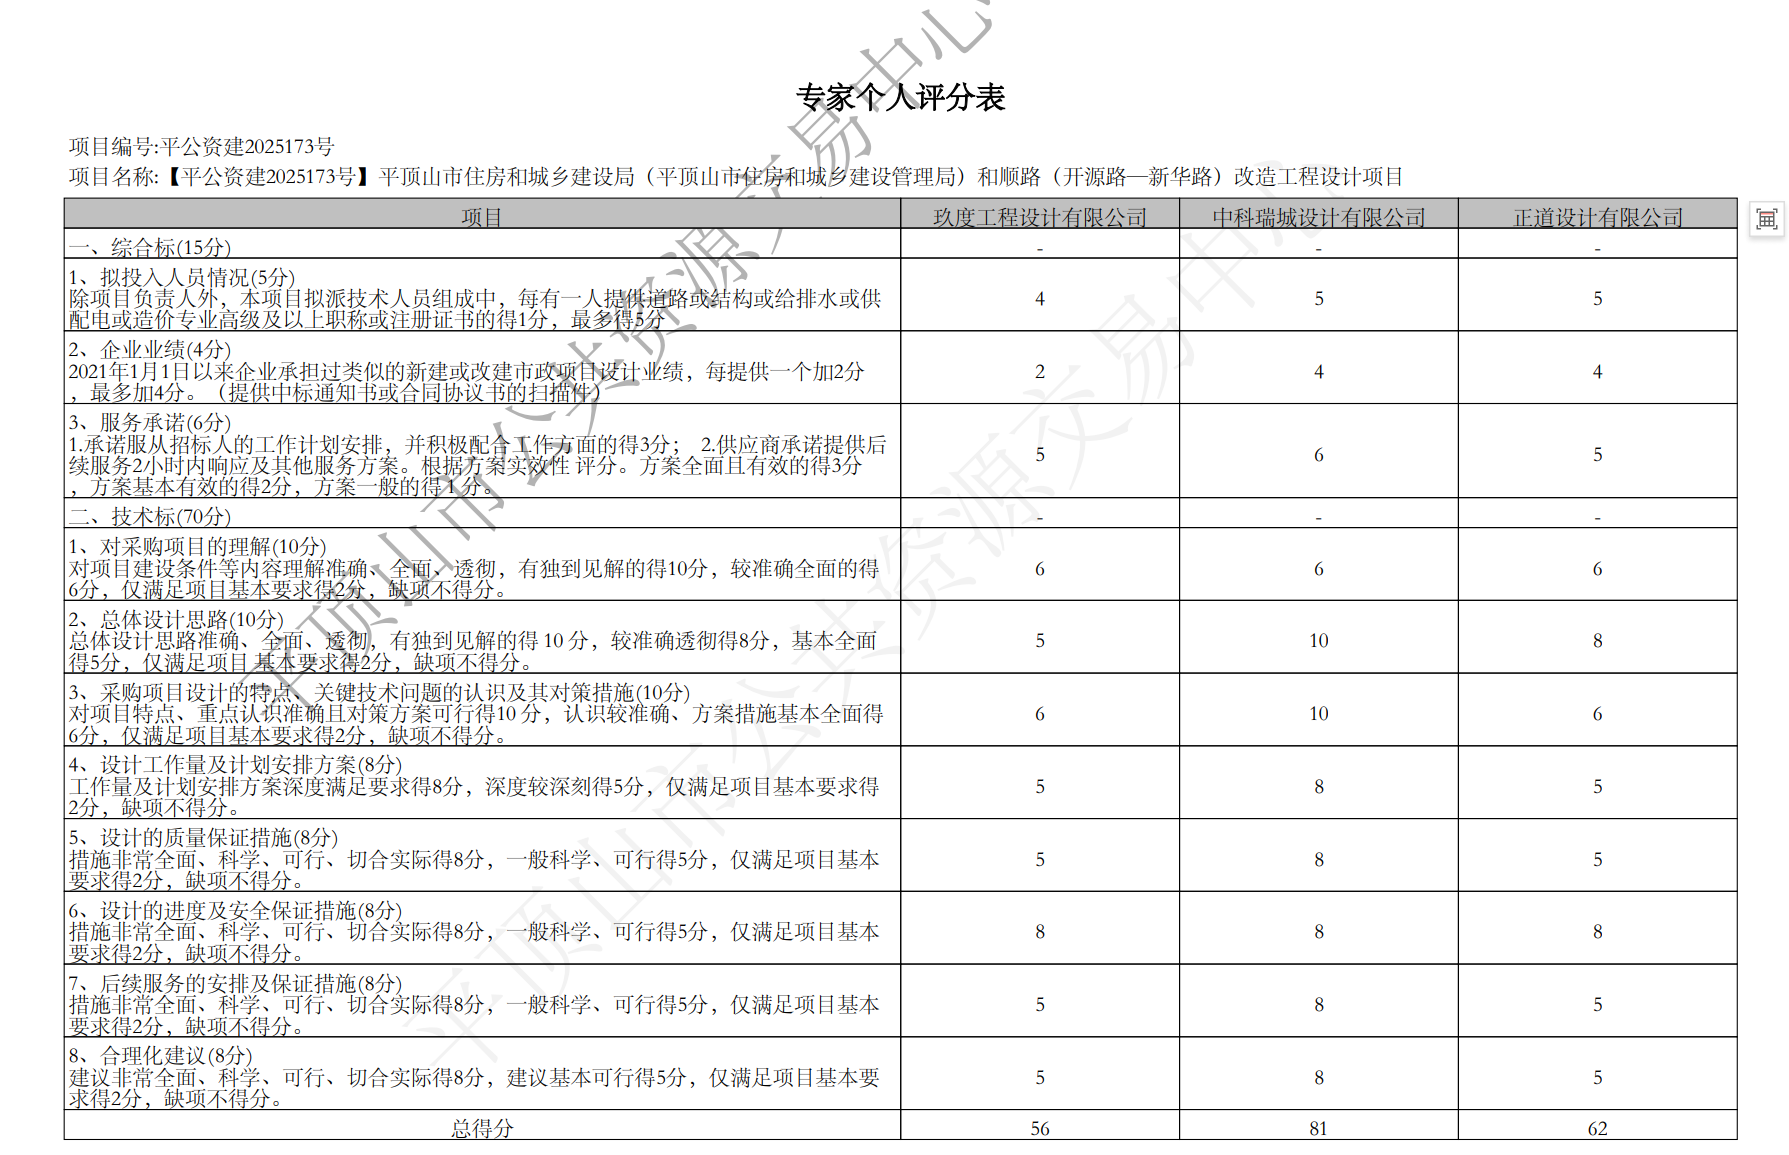 专家个人评分表
项目编号:平公资建2025173号
项目名称:【平公资建2025173号】平顶山市住房和城乡建设局（平顶山市住房和城乡建设管理局）和顺路（开源路—新华路）改造工程设计项目
项目 玖度工程设计有限公司 中科瑞城设计有限公司 正道设计有限公司
一、综合标(15分) - - -
1、拟投入人员情况(5分)
除项目负责人外，本项目拟派技术人员组成中，每有一人提供道路或结构或给排水或供
配电或造价专业高级及以上职称或注册证书的得1分，最多得5分
4 5 5
2、企业业绩(4分)
2021年1月1日以来企业承担过类似的新建或改建市政项目设计业绩，每提供一个加2分
，最多加4分。（提供中标通知书或合同协议书的扫描件）
2 4 4
3、服务承诺(6分)
1.承诺服从招标人的工作计划安排，并积极配合工作方面的得3分； 2.供应商承诺提供后
续服务2小时内响应及其他服务方案。根据方案实效性 评分。方案全面且有效的得3分
，方案基本有效的得2分，方案一般的得 1 分。
5 6 5
二、技术标(70分) - - -
1、对采购项目的理解(10分)
对项目建设条件等内容理解准确、全面、透彻，有独到见解的得10分，较准确全面的得
6分，仅满足项目基本要求得2分，缺项不得分。
6 6 6
2、总体设计思路(10分)
总体设计思路准确、全面、透彻，有独到见解的得 10 分，较准确透彻得8分，基本全面
得5分，仅满足项目 基本要求得2分，缺项不得分。
5 10 8
3、采购项目设计的特点、关键技术问题的认识及其对策措施(10分)
对项目特点、重点认识准确且对策方案可行得10 分，认识较准确、方案措施基本全面得
6分，仅满足项目基本要求得2分，缺项不得分。
6 10 6
4、设计工作量及计划安排方案(8分)
工作量及计划安排方案深度满足要求得8分，深度较深刻得5分，仅满足项目基本要求得
2分，缺项不得分。
5 8 5
5、设计的质量保证措施(8分)
措施非常全面、科学、可行、切合实际得8分，一般科学、可行得5分，仅满足项目基本
要求得2分，缺项不得分。
5 8 5
6、设计的进度及安全保证措施(8分)
措施非常全面、科学、可行、切合实际得8分，一般科学、可行得5分，仅满足项目基本
要求得2分，缺项不得分。
8 8 8
7、后续服务的安排及保证措施(8分)
措施非常全面、科学、可行、切合实际得8分，一般科学、可行得5分，仅满足项目基本
要求得2分，缺项不得分。
5 8 5
8、合理化建议(8分)
建议非常全面、科学、可行、切合实际得8分，建议基本可行得5分，仅满足项目基本要
求得2分，缺项不得分。
5 8 5
总得分 56 81 62
平顶山市公共资源交易中心
平顶山市公共资源交易中心